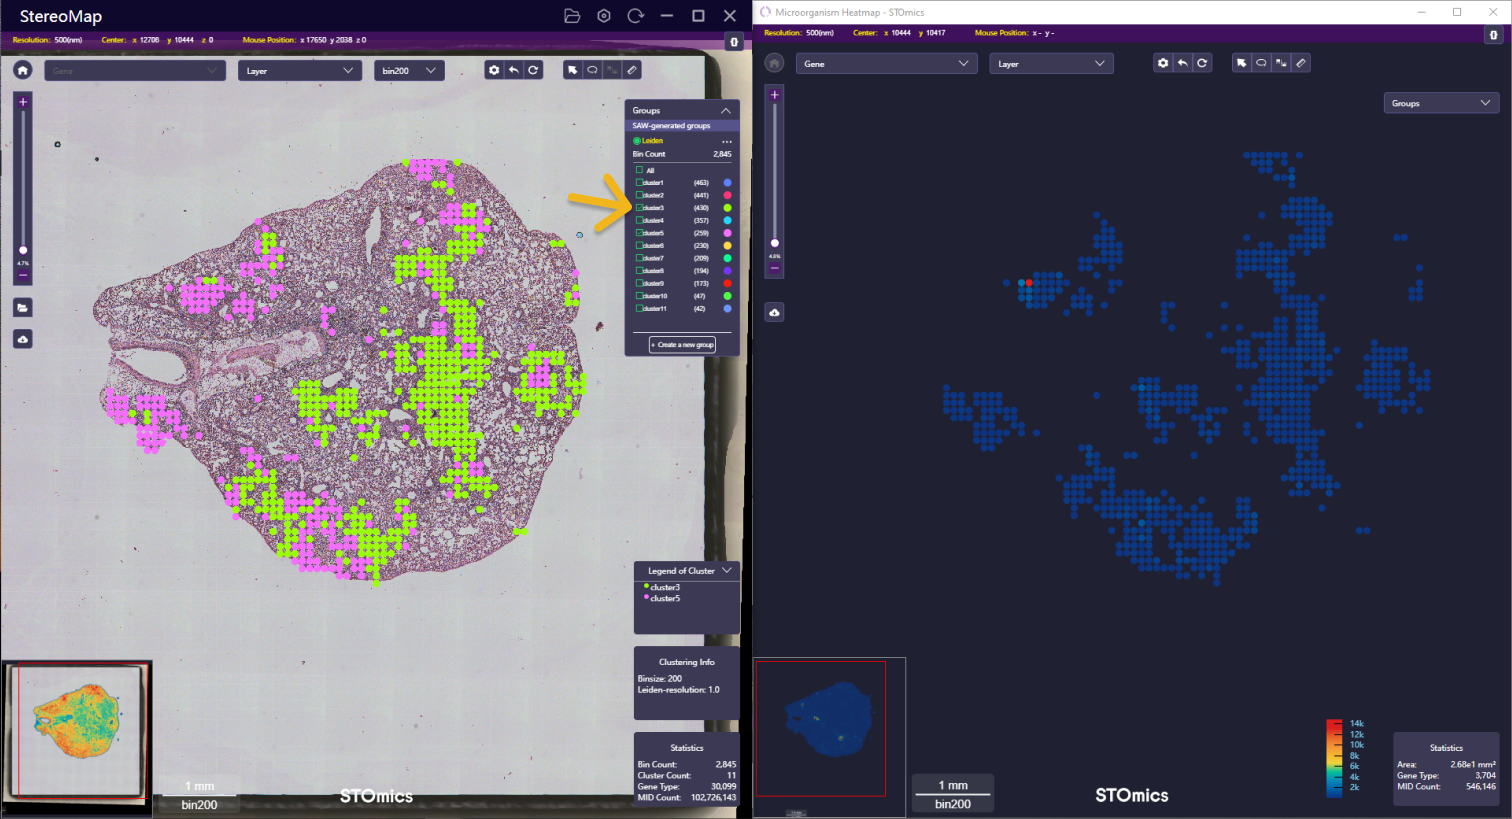 StereoMap
Resolution: 500(nm) Center: x 12708 y 10444 z 0 Mouse Position: x 17650 y 2038 z 0
Gene
Layer
bin200
4.7%
Groups
SAW-generated groups
Leiden ...
Bin Count 2,845
All
cluster1 (463)
cluster2 (441)
cluster3 (430)
cluster4 (357)
cluster5 (259)
cluster6 (230)
cluster7 (209)
cluster8 (194)
cluster9 (173)
cluster10 (47)
cluster11 (42)
+ Create a new group
Legend of Cluster
cluster3
cluster5
Clustering Info
Binsize: 200
Leiden-resolution: 1.0
Statistics
Bin Count: 2,845
Cluster Count: 11
Gene Type: 30,099
MID Count: 102,726,143
1 mm
bin200
STOmics
Microorganism Heatmap - STOmics
Resolution: 500(nm) Center: x 10444 y 10417 Mouse Position: x - y -
Gene
Layer
Groups
4.8%
14k
12k
10k
8k
6k
4k
2k
Statistics
Area: 2.68e1 mm²
Gene Type: 3,704
MID Count: 546,146
1 mm
bin200
STOmics